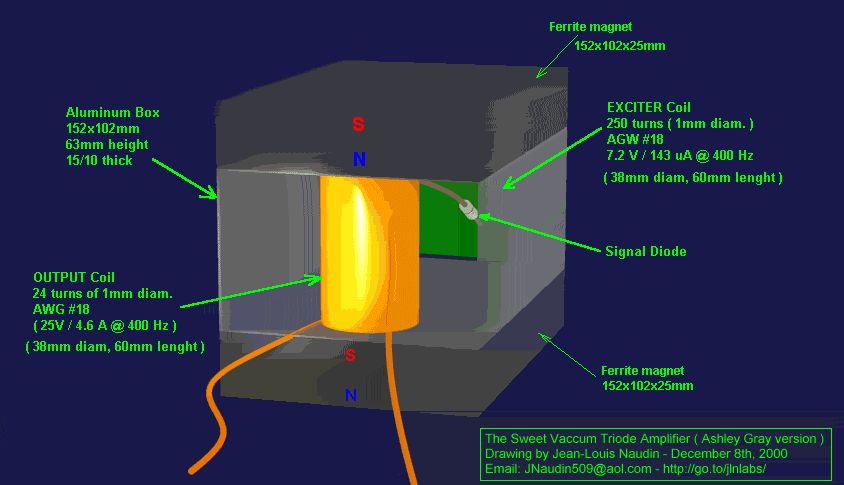 Ferrite magnet
152x102x25mm
Aluminum Box
152x102mm
63mm height
15/10 thick
EXCITER Coil
250 turns ( 1mm diam. )
AGW #18
7.2 V / 143 uA @ 400 Hz
( 38mm diam, 60mm lenght )
S
N
Signal Diode
OUTPUT Coil
24 turns of 1mm diam.
AWG #18
( 25V / 4.6 A @ 400 Hz )
( 38mm diam, 60mm lenght )
S
N
Ferrite magnet
152x102x25mm
The Sweet Vaccum Triode Amplifier ( Ashley Gray version )
Drawing by Jean-Louis Naudin - December 8th, 2000
Email: JNaudin509@aol.com - http://go.to/jlnlabs/